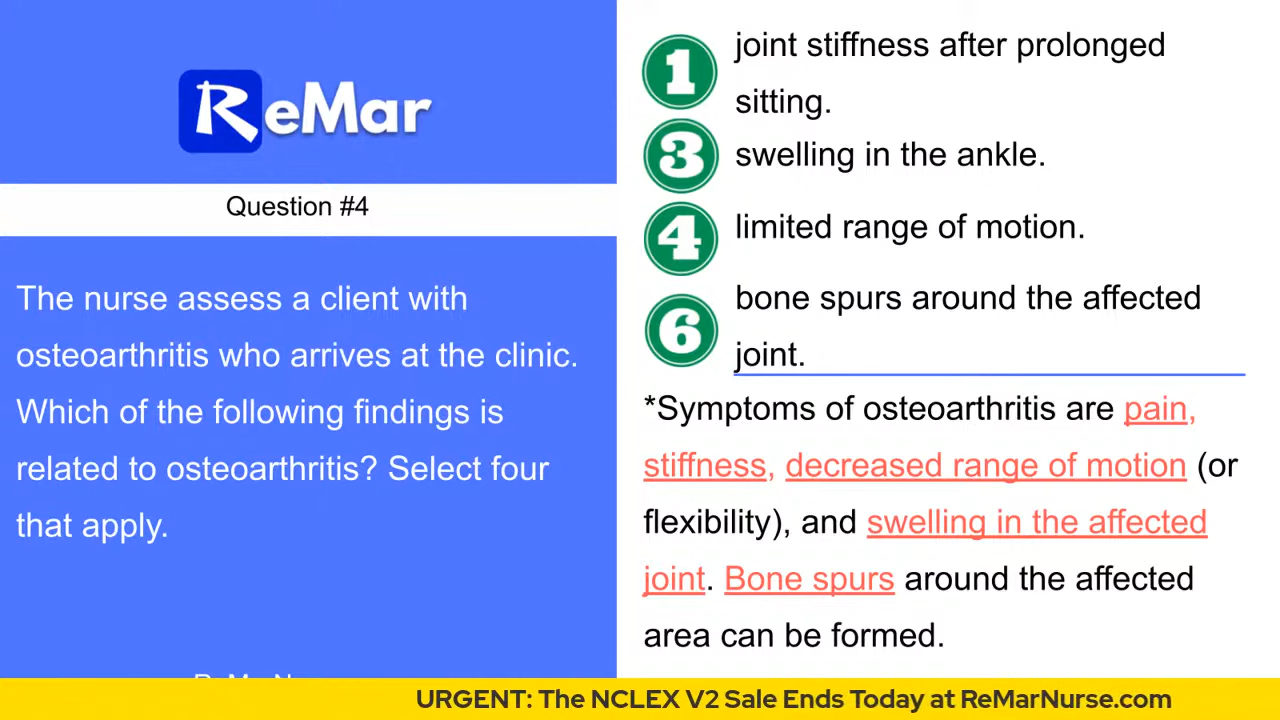 ReMar
Question #4
The nurse assess a client with
osteoarthritis who arrives at the clinic.
Which of the following findings is
related to osteoarthritis? Select four
that apply.
1 joint stiffness after prolonged
sitting.
3 swelling in the ankle.
4 limited range of motion.
6 bone spurs around the affected
joint.
*Symptoms of osteoarthritis are pain,
stiffness, decreased range of motion (or
flexibility), and swelling in the affected
joint. Bone spurs around the affected
area can be formed.
URGENT: The NCLEX V2 Sale Ends Today at ReMarNurse.com